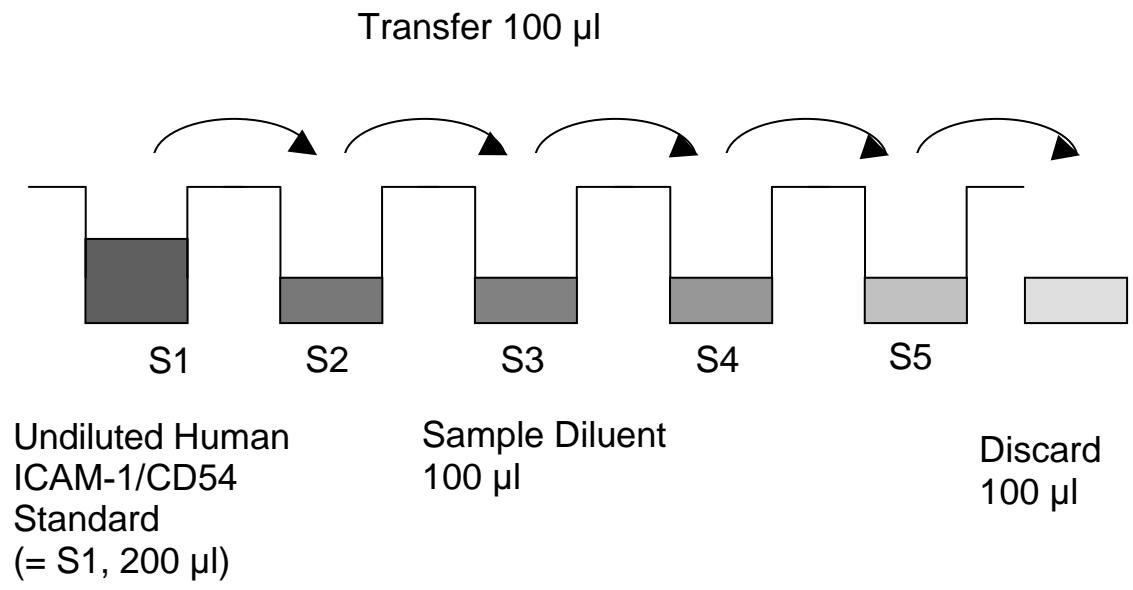 Transfer 100 µl
S1
S2
S3
S4
S5
Undiluted Human
ICAM-1/CD54
Standard
(= S1, 200 µl)
Sample Diluent
100 µl
Discard
100 µl